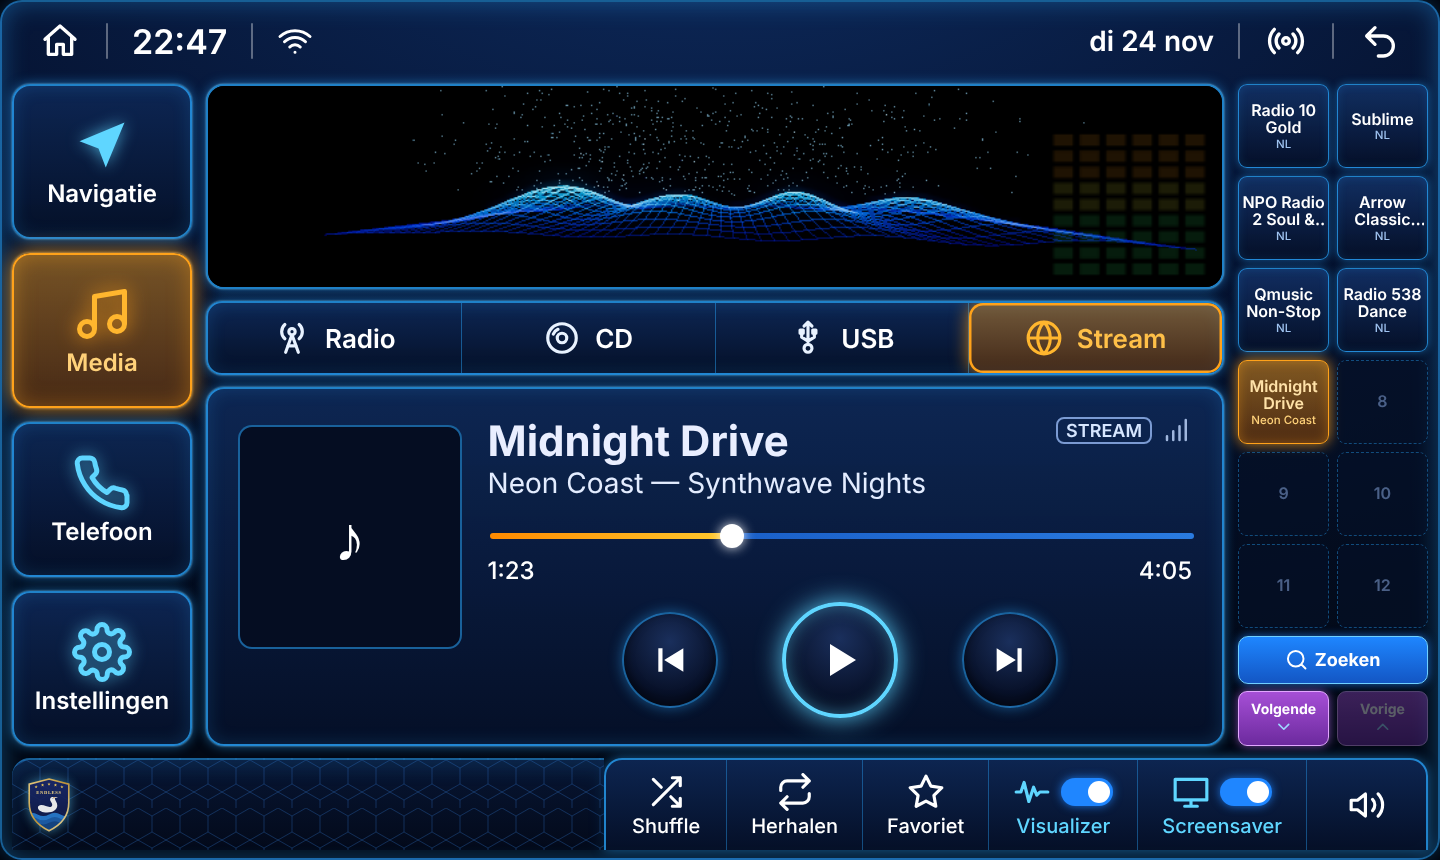 22:47
di 24 nov
Navigatie
Media
Telefoon
Instellingen
Radio
CD
USB
Stream
Midnight Drive
STREAM
Neon Coast — Synthwave Nights
1:23
4:05
Radio 10
Gold
NL
Sublime
NL
NPO Radio
2 Soul &..
NL
Arrow
Classic...
NL
Qmusic
Non-Stop
NL
Radio 538
Dance
NL
Midnight
Drive
Neon Coast
8
9
10
11
12
Zoeken
Volgende
Vorige
ENDLESS
Shuffle
Herhalen
Favoriet
Visualizer
Screensaver